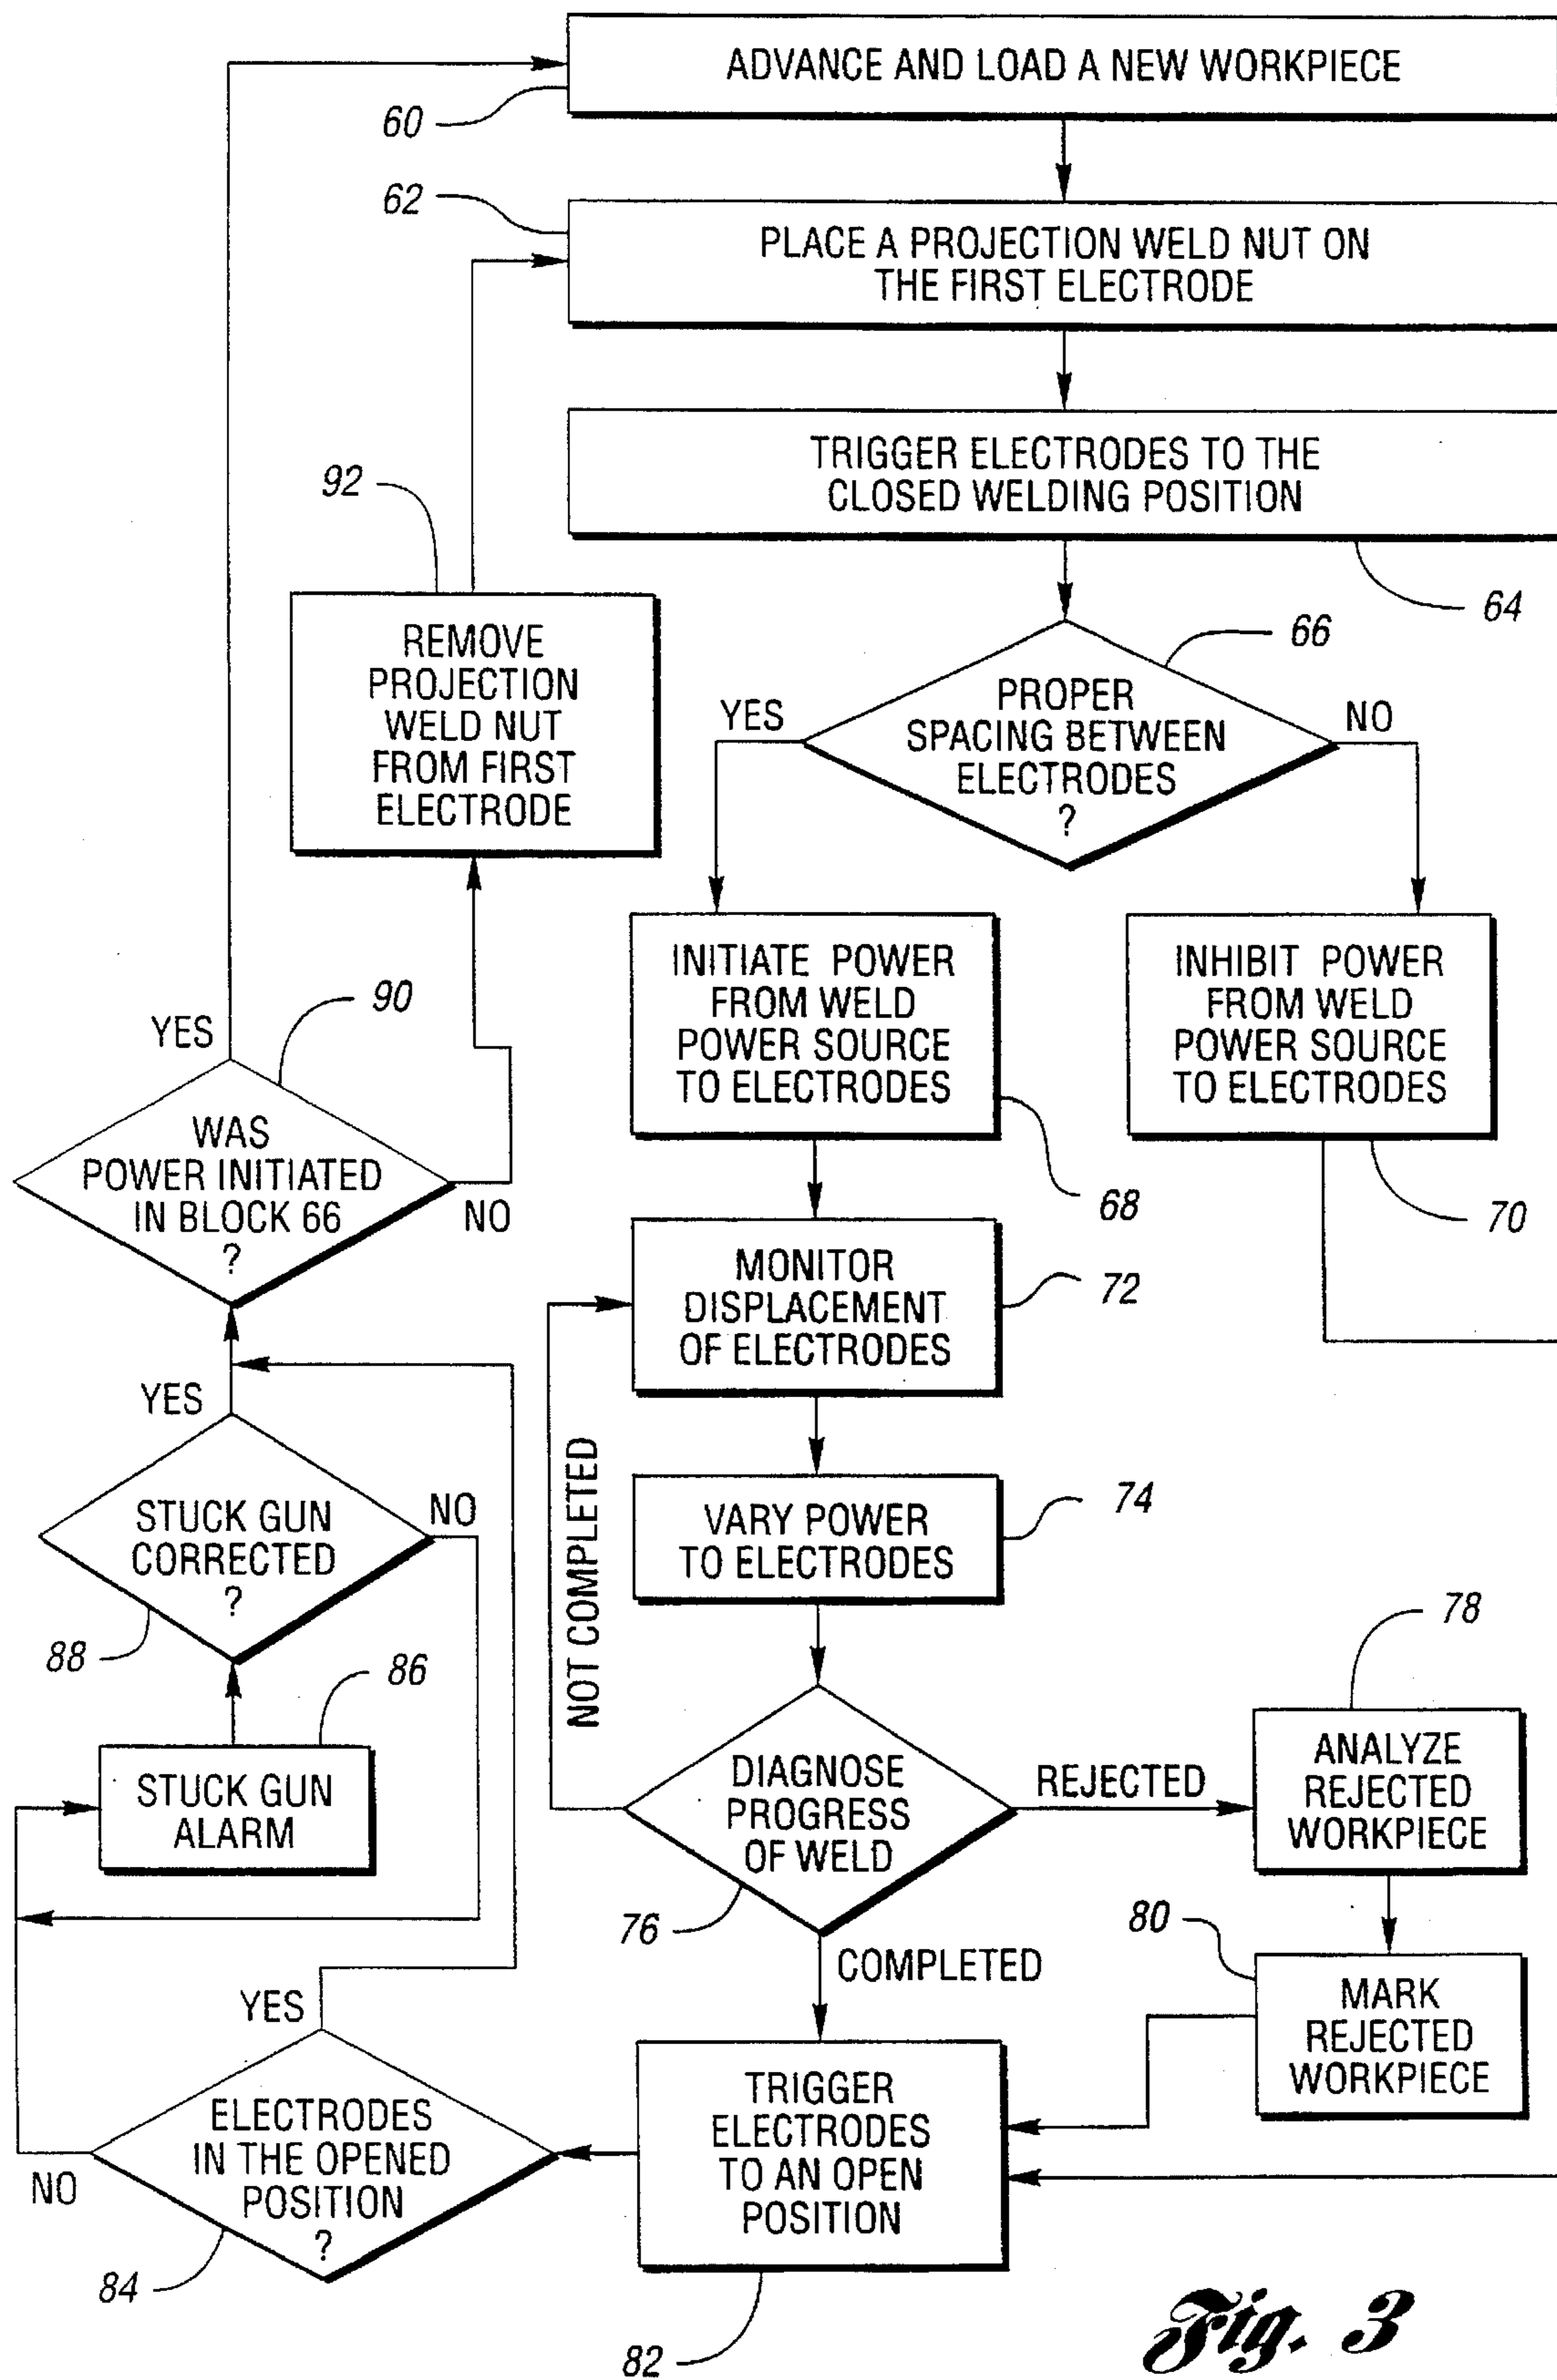 ADVANCE AND LOAD A NEW WORKPIECE
60
62
PLACE A PROJECTION WELD NUT ON
THE FIRST ELECTRODE
TRIGGER ELECTRODES TO THE
CLOSED WELDING POSITION
64
92
REMOVE
PROJECTION
WELD NUT
FROM FIRST
ELECTRODE
66
PROPER
SPACING BETWEEN
ELECTRODES
?
YES
NO
INITIATE POWER
FROM WELD
POWER SOURCE
TO ELECTRODES
68
INHIBIT POWER
FROM WELD
POWER SOURCE
TO ELECTRODES
70
90
YES
WAS
POWER INITIATED
IN BLOCK 66
?
NO
MONITOR
DISPLACEMENT
OF ELECTRODES
72
YES
STUCK GUN
CORRECTED
?
NO
88
NOT COMPLETED
VARY POWER
TO ELECTRODES
74
86
STUCK GUN
ALARM
DIAGNOSE
PROGRESS
OF WELD
76
REJECTED
78
ANALYZE
REJECTED
WORKPIECE
COMPLETED
80
MARK
REJECTED
WORKPIECE
YES
ELECTRODES
IN THE OPENED
POSITION
?
NO
84
TRIGGER
ELECTRODES
TO AN OPEN
POSITION
82
Fig. 3